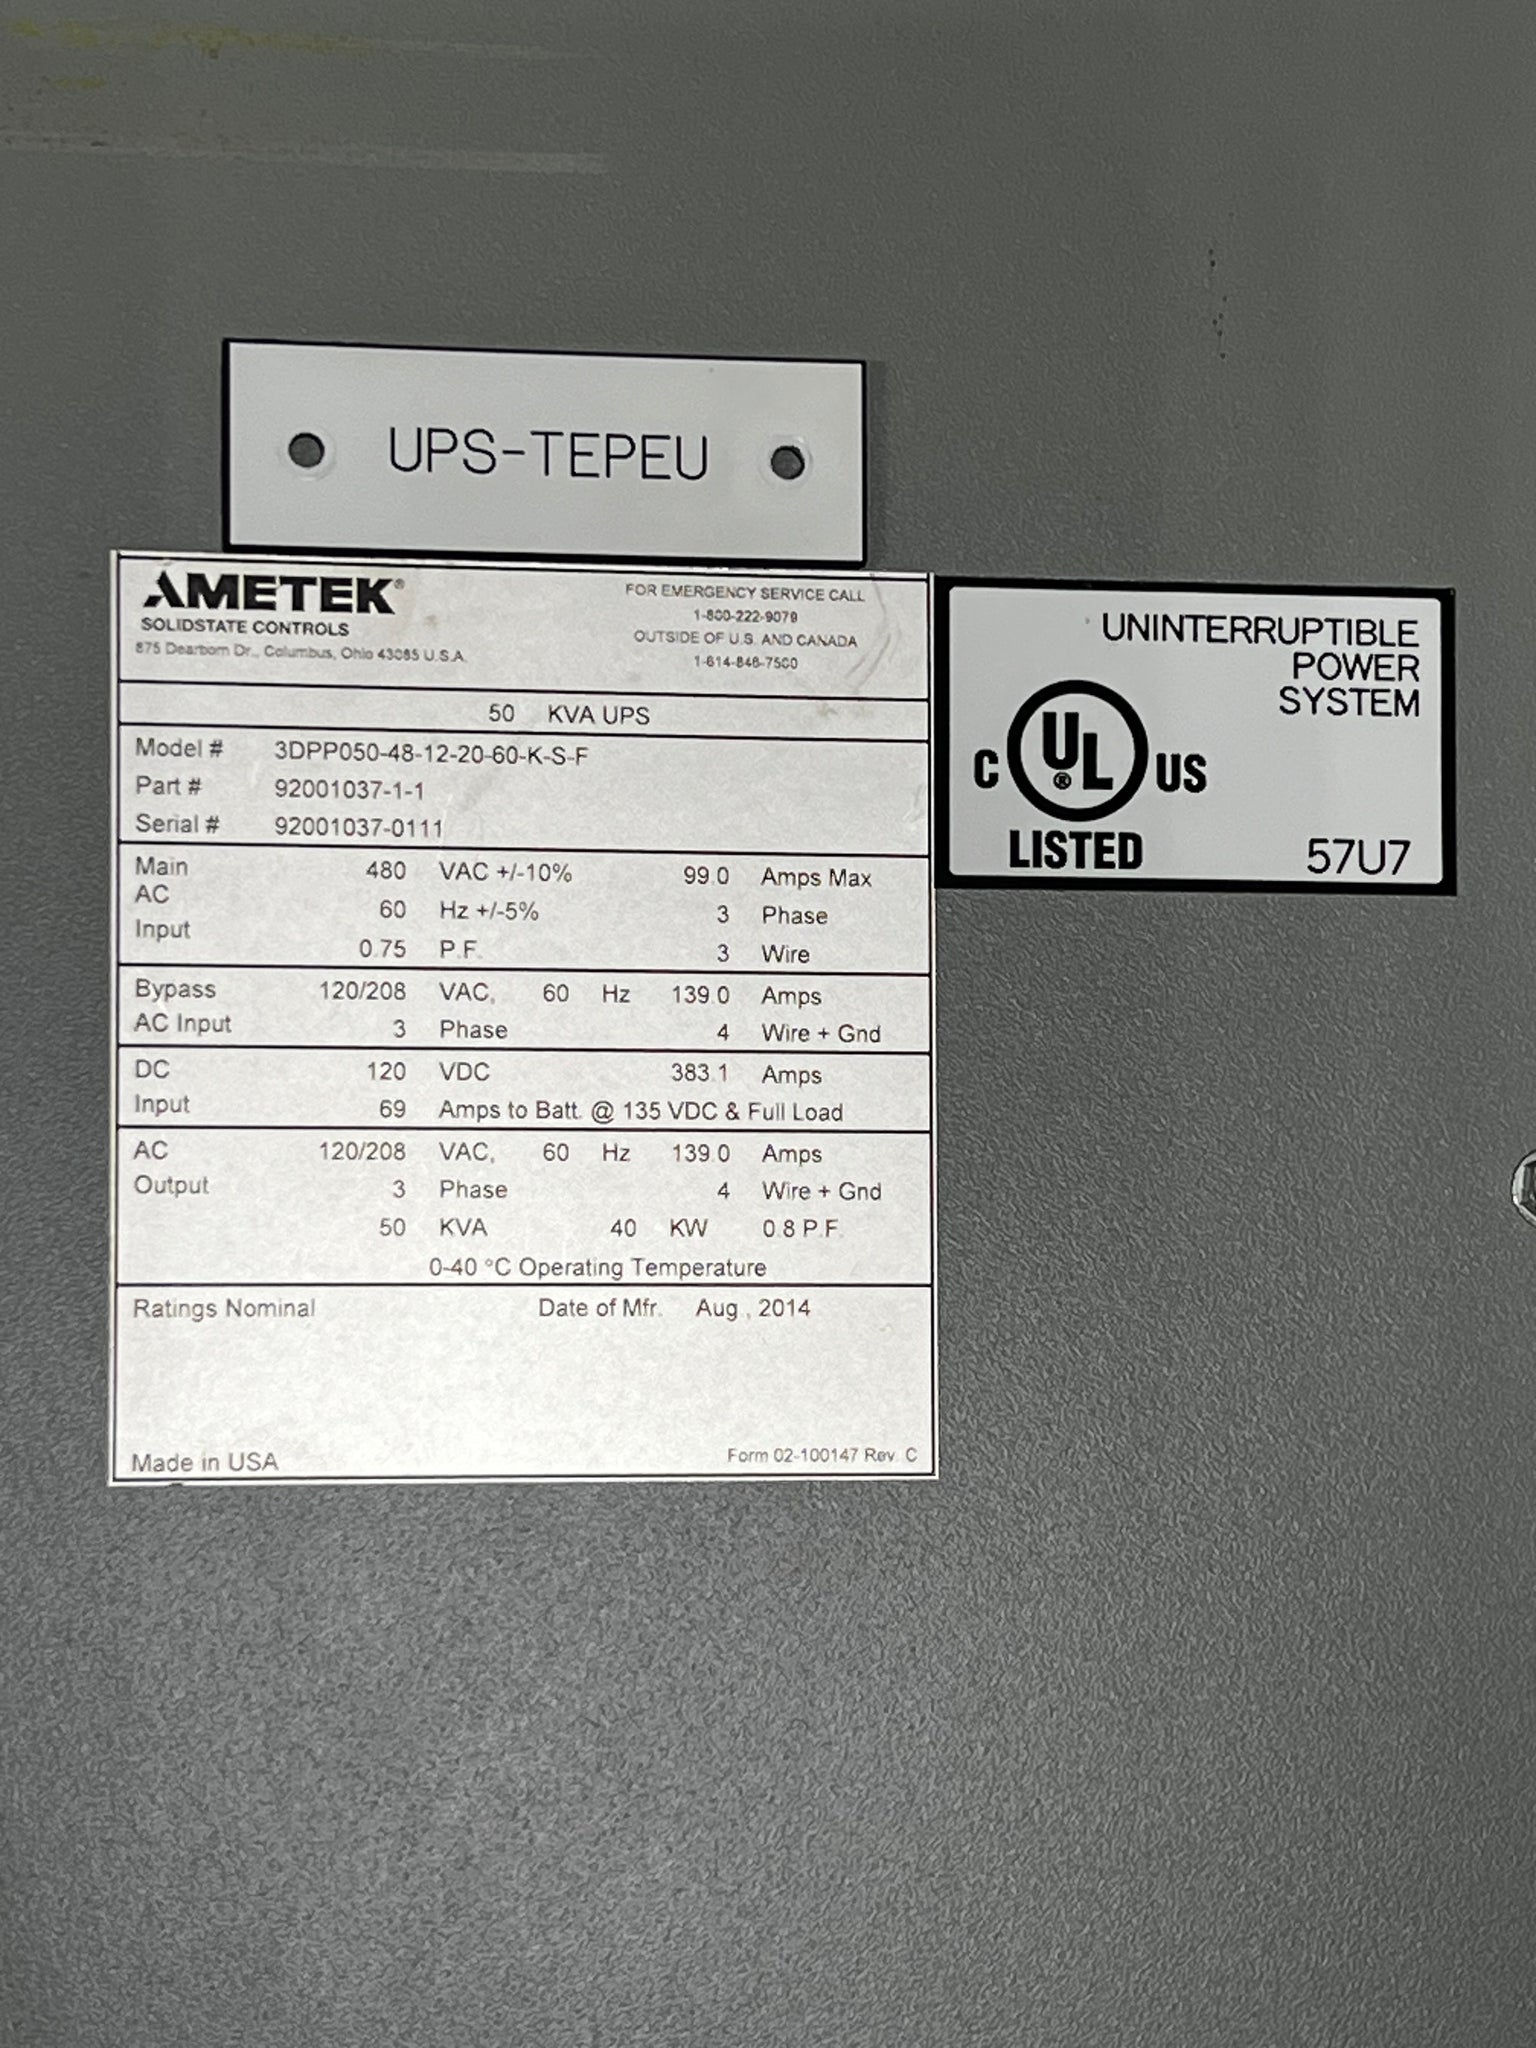 UPS-TEPEU
AMETEK®
SOLIDSTATE CONTROLS
875 Dearborn Dr., Columbus, Ohio 43085 U.S.A.
FOR EMERGENCY SERVICE CALL
1-800-222-9079
OUTSIDE OF U.S. AND CANADA
1-614-846-7500
50 KVA UPS
Model # 3DPP050-48-12-20-60-K-S-F
Part # 92001037-1-1
Serial # 92001037-0111
Main AC Input
480 VAC +/-10% 99.0 Amps Max
60 Hz +/-5% 3 Phase
0.75 P.F. 3 Wire
Bypass AC Input
120/208 VAC, 60 Hz 139.0 Amps
3 Phase 4 Wire + Gnd
DC Input
120 VDC 383.1 Amps
69 Amps to Batt. @ 135 VDC & Full Load
AC Output
120/208 VAC, 60 Hz 139.0 Amps
3 Phase 4 Wire + Gnd
50 KVA 40 KW 0.8 P.F.
0-40 °C Operating Temperature
Ratings Nominal Date of Mfr. Aug., 2014
Made in USA Form 02-100147 Rev. C
UNINTERRUPTIBLE
POWER
SYSTEM
C UL® US
LISTED
57U7